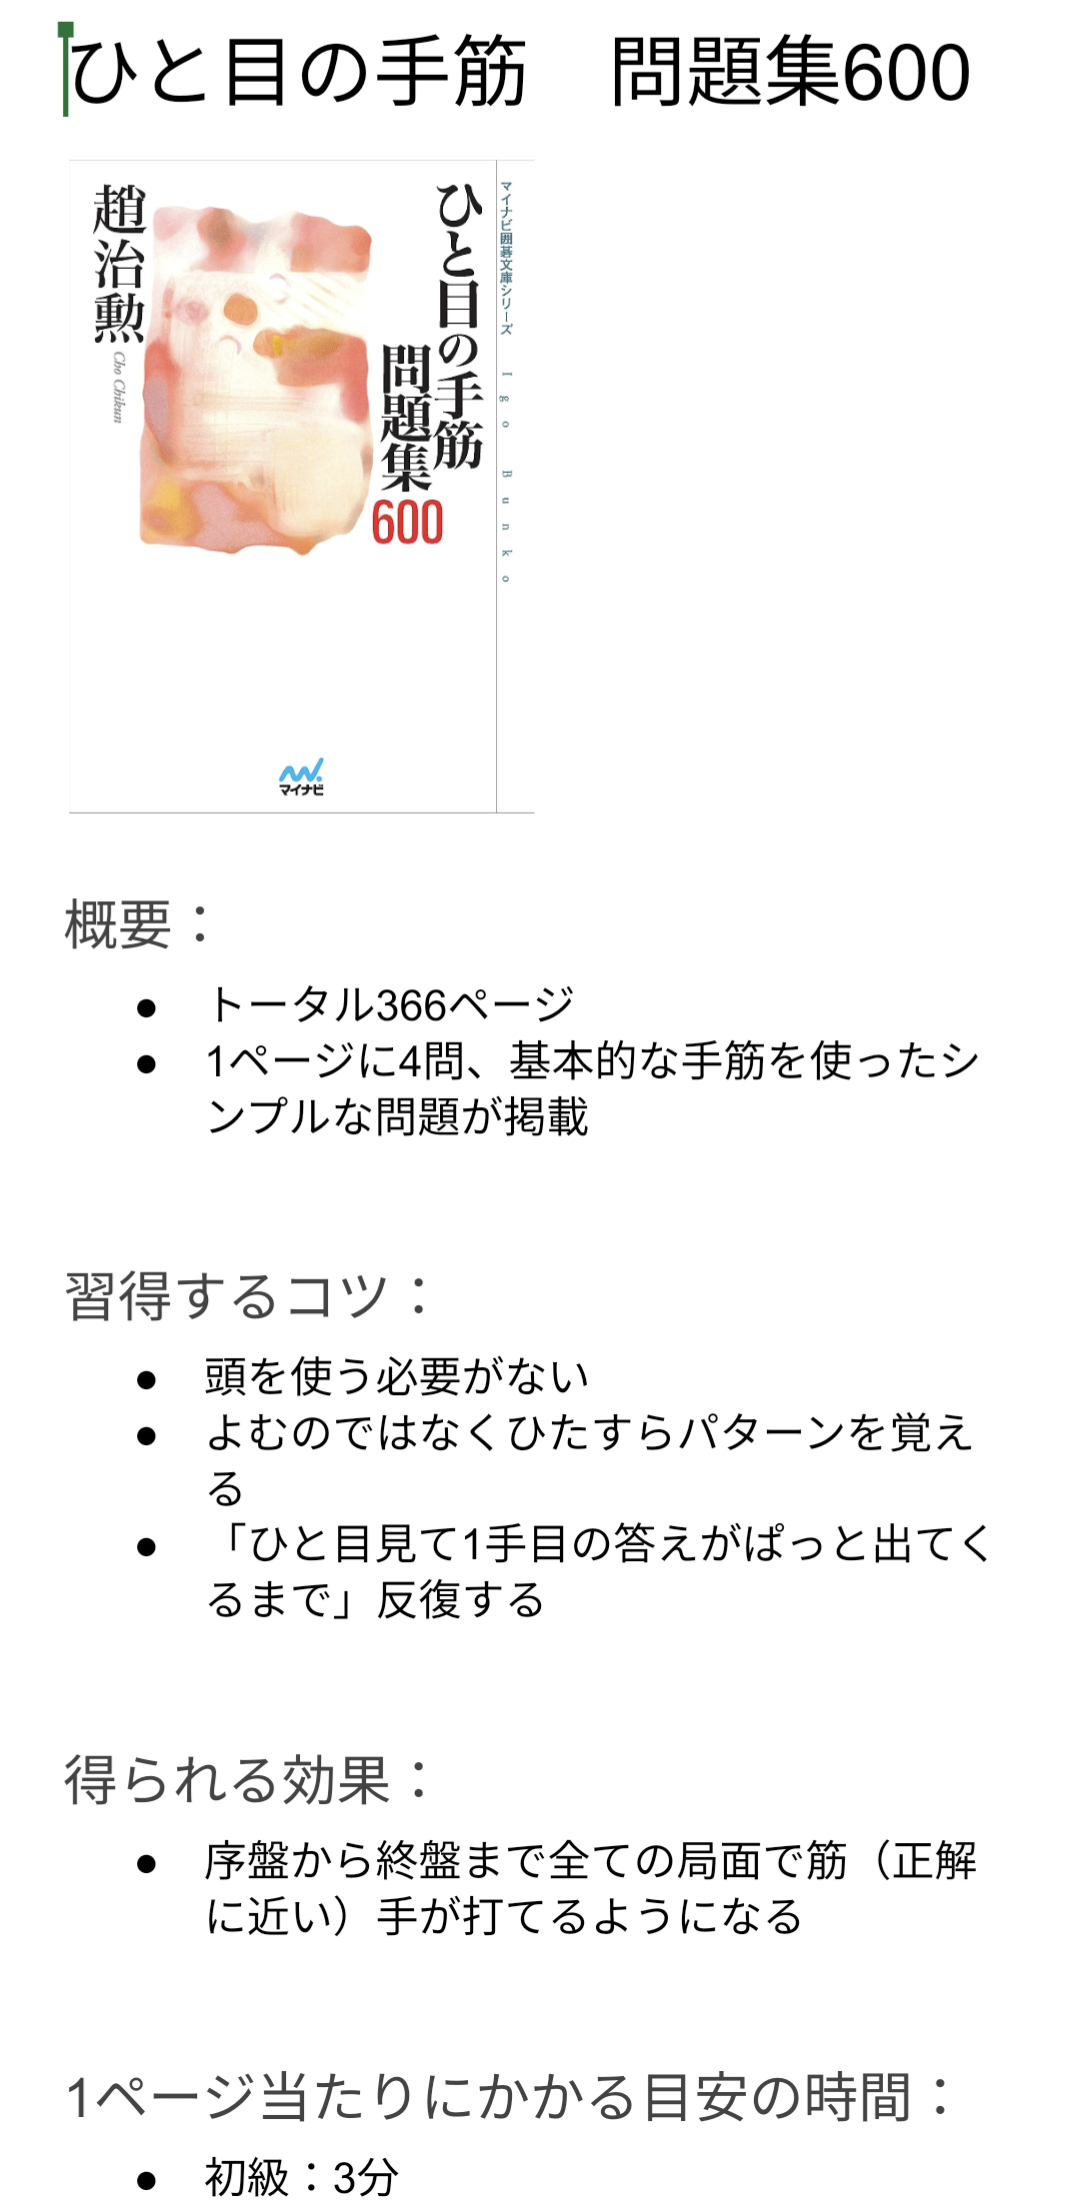 ひと目の手筋　問題集600
マイナビ囲碁文庫シリーズ Igo Bunko
ひと目の手筋
問題集
600
趙治勲
Cho Chikun
マイナビ
概要：
● トータル366ページ
● 1ページに4問、基本的な手筋を使ったシ
ンプルな問題が掲載
習得するコツ：
● 頭を使う必要がない
● よむのではなくひたすらパターンを覚え
る
● 「ひと目見て1手目の答えがぱっと出てく
るまで」反復する
得られる効果：
● 序盤から終盤まで全ての局面で筋（正解
に近い）手が打てるようになる
1ページ当たりにかかる目安の時間：
● 初級：3分